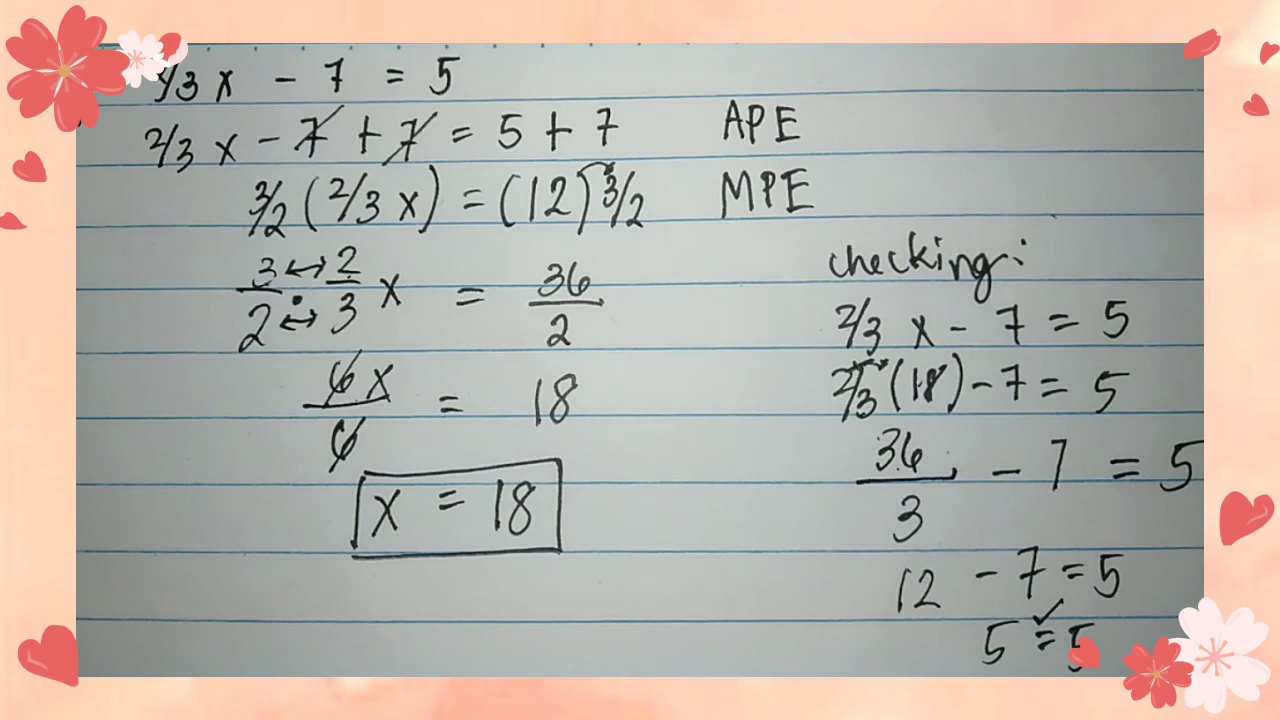 2/3 x - 7 = 5
2/3 x - 7 + 7 = 5 + 7 APE
3/2 (2/3 x) = (12) 3/2 MPE
3/2 · 2/3 x = 36/2
6x/6 = 18
x = 18
checking:
2/3 x - 7 = 5
2/3 (18) - 7 = 5
36/3 - 7 = 5
12 - 7 = 5
5 = 5